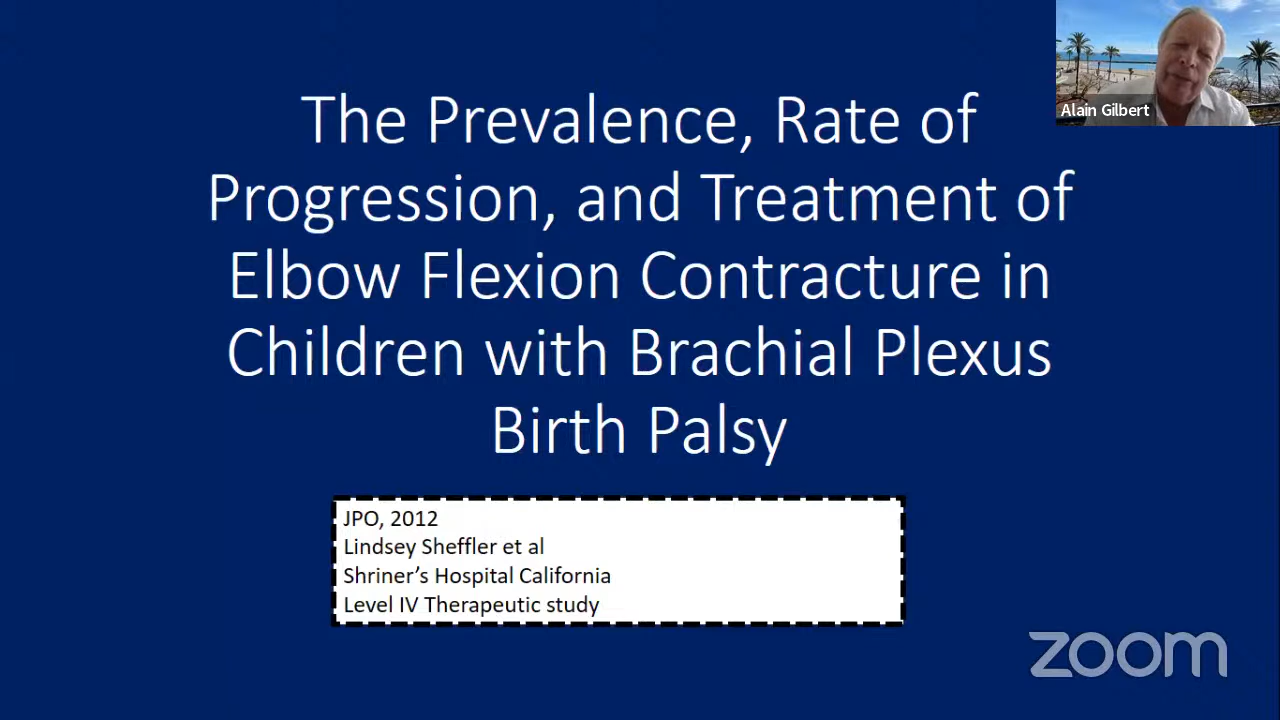 The Prevalence, Rate of
Progression, and Treatment of
Elbow Flexion Contracture in
Children with Brachial Plexus
Birth Palsy
JPO, 2012
Lindsey Sheffler et al
Shriner’s Hospital California
Level IV Therapeutic study
Alain Gilbert
zoom